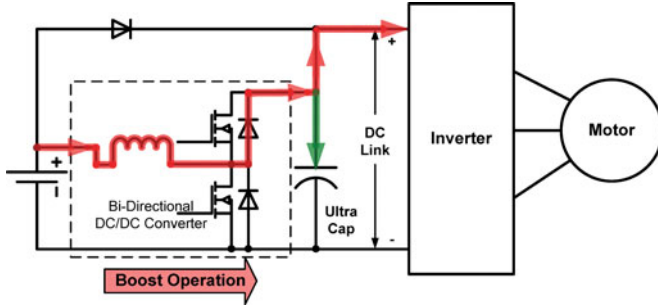 +
DC
Link
-
Inverter
Motor
+
Bi-Directional
DC/DC Converter
Ultra
Cap
Boost Operation